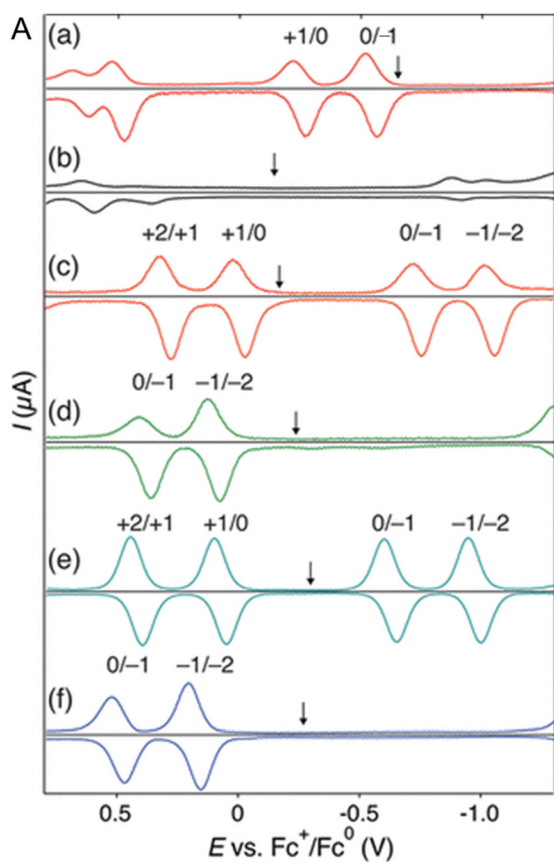 A
(a)
+1/0 0/–1
(b)
+2/+1 +1/0 0/–1 –1/–2
(c)
0/–1 –1/–2
(d)
+2/+1 +1/0 0/–1 –1/–2
(e)
0/–1 –1/–2
(f)
I (μA)
0.5 0 -0.5 -1.0
E vs. Fc⁺/Fc⁰ (V)